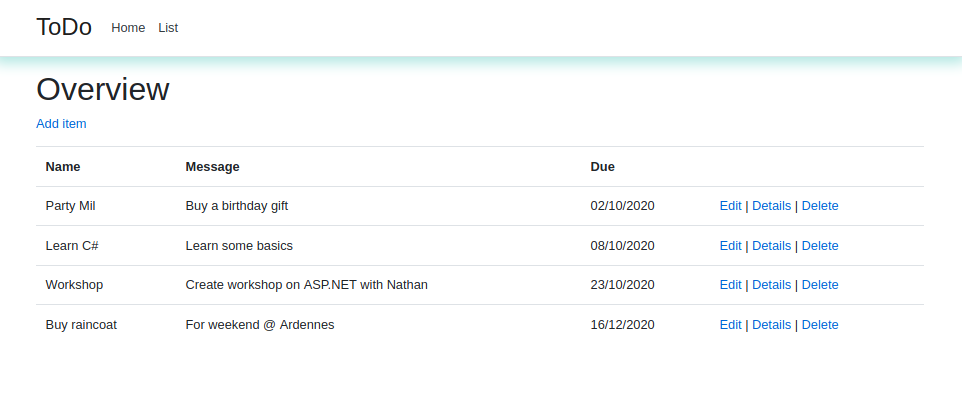 ToDo Home List
Overview
Add item
Name Message Due
Party Mil Buy a birthday gift 02/10/2020 Edit | Details | Delete
Learn C# Learn some basics 08/10/2020 Edit | Details | Delete
Workshop Create workshop on ASP.NET with Nathan 23/10/2020 Edit | Details | Delete
Buy raincoat For weekend @ Ardennes 16/12/2020 Edit | Details | Delete